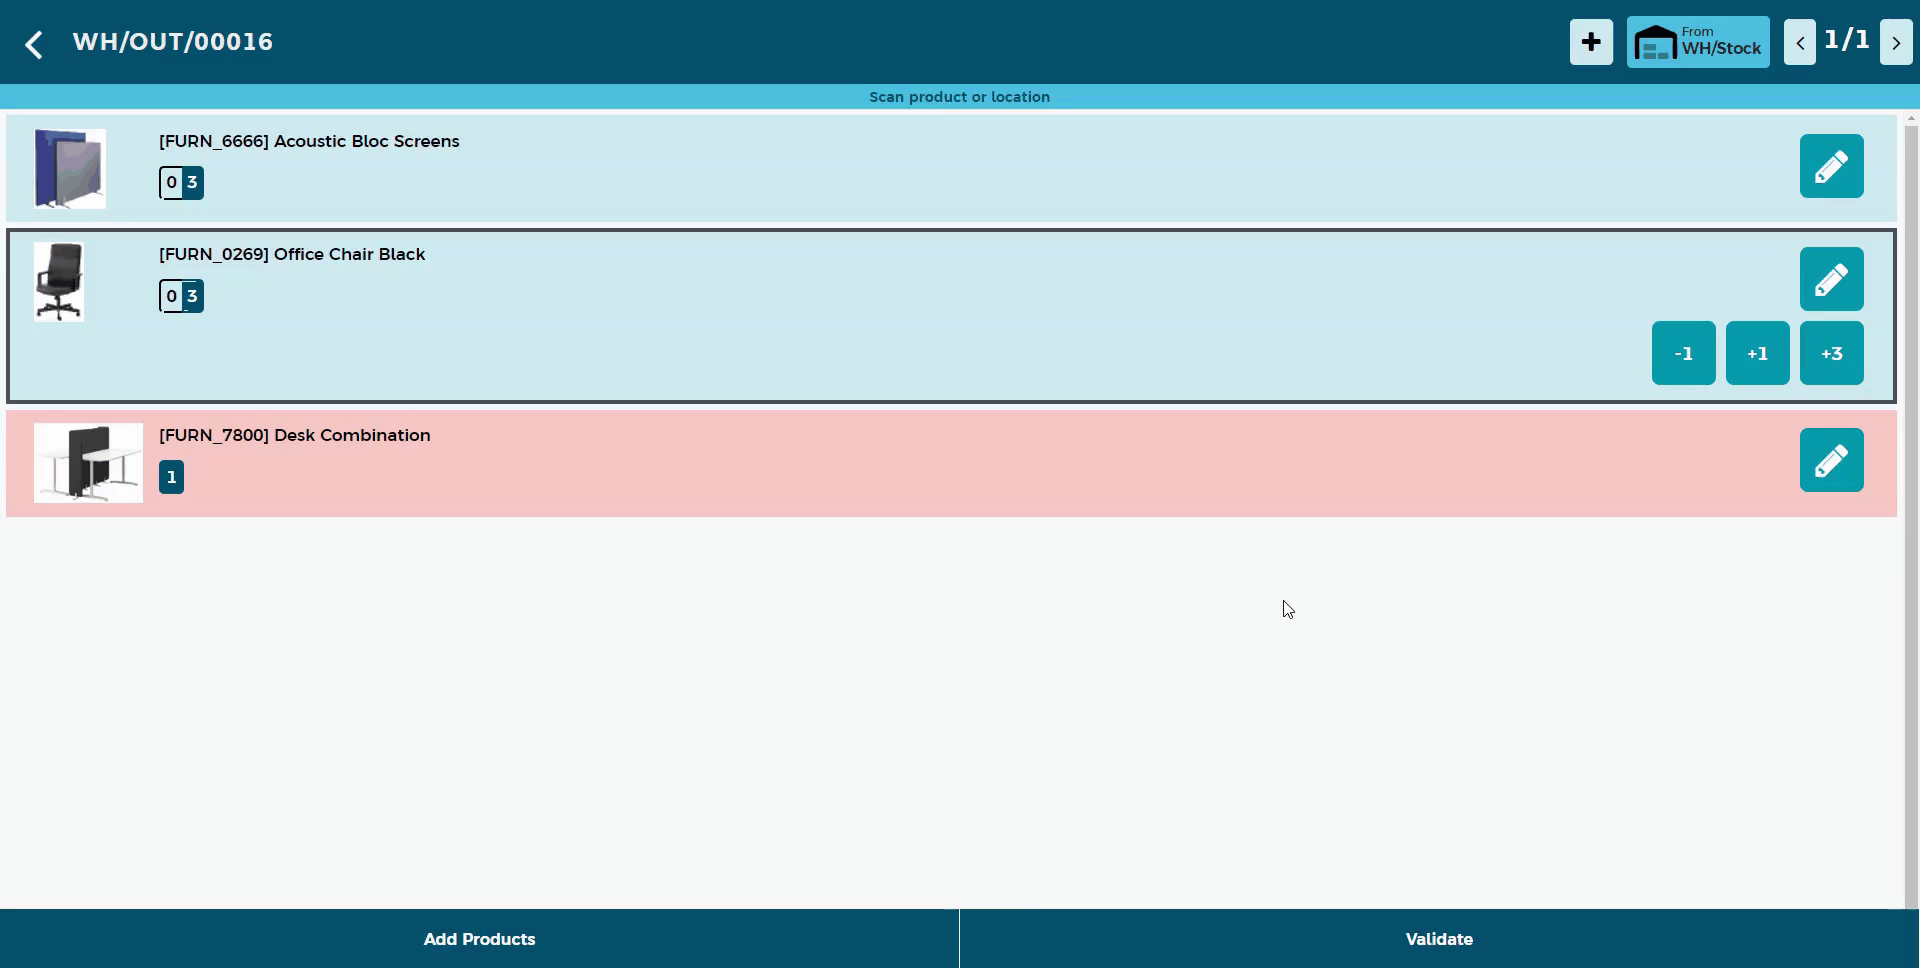 WH/OUT/00016
From
WH/Stock
1/1
Scan product or location
[FURN_6666] Acoustic Bloc Screens
0 3
[FURN_0269] Office Chair Black
0 3
-1 +1 +3
[FURN_7800] Desk Combination
1
Add Products
Validate